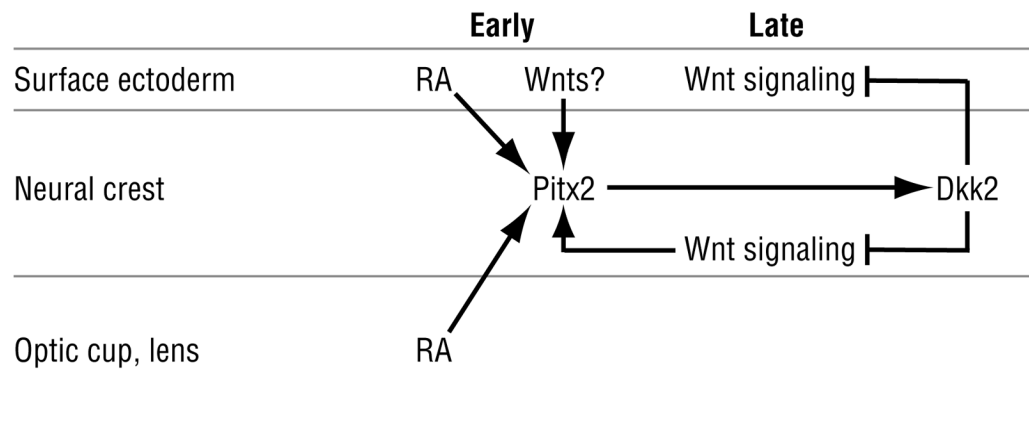 Early Late
Surface ectoderm RA Wnts? Wnt signaling
Neural crest Pitx2 Dkk2
Wnt signaling
Optic cup, lens RA